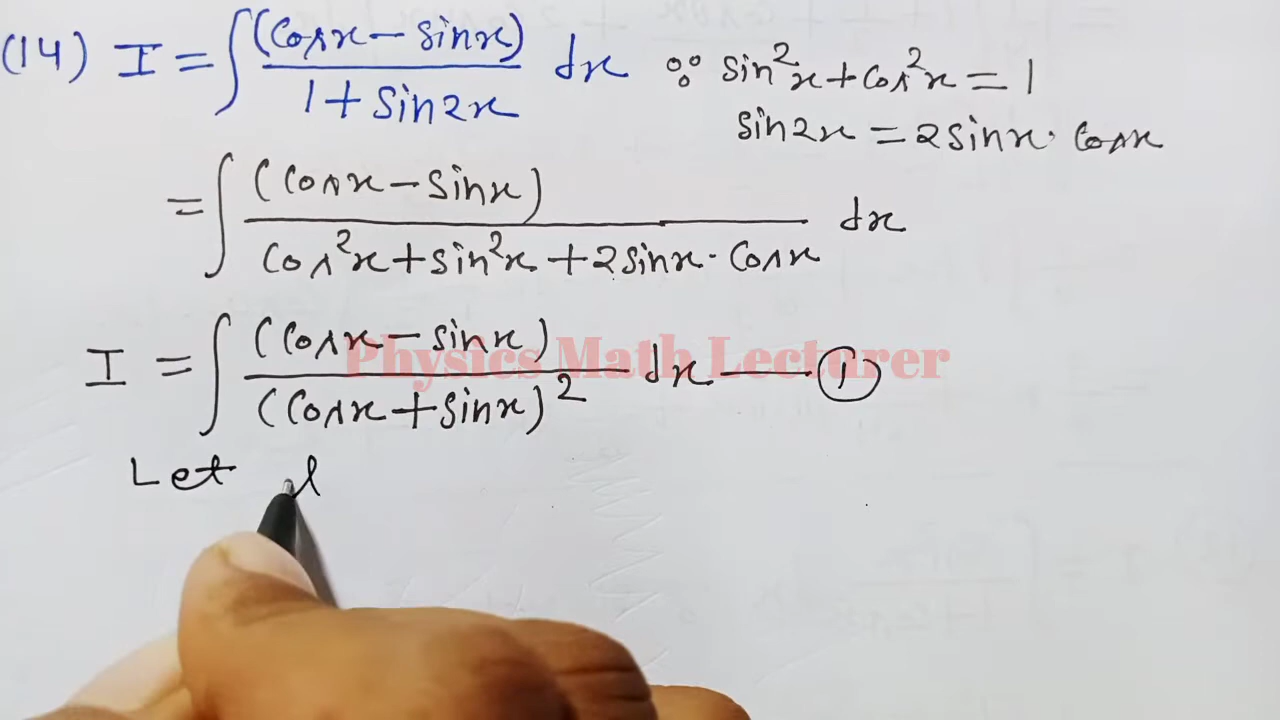 (14) I = ∫ (cosx − sinx) / 1 + sin2x dx ∵ sin²x + cos²x = 1
sin2x = 2sinx · cosx
= ∫ (cosx − sinx) / cos²x + sin²x + 2sinx · cosx dx
I = ∫ (cosx − sinx) / (cosx + sinx)² dx —— ①
Physics Math Lecturer
Let